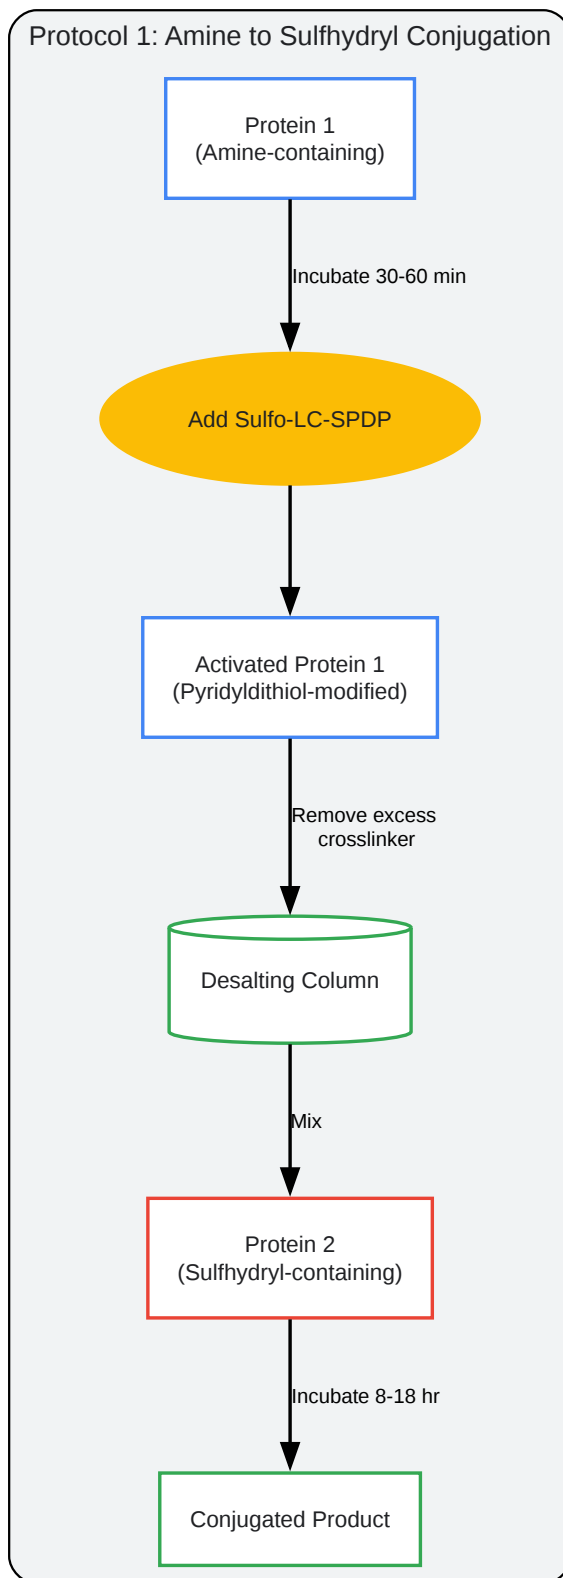 Protocol 1: Amine to Sulfhydryl Conjugation
Protein 1
(Amine-containing)
Incubate 30-60 min
Add Sulfo-LC-SPDP
Activated Protein 1
(Pyridyldithiol-modified)
Remove excess
crosslinker
Desalting Column
Mix
Protein 2
(Sulfhydryl-containing)
Incubate 8-18 hr
Conjugated Product